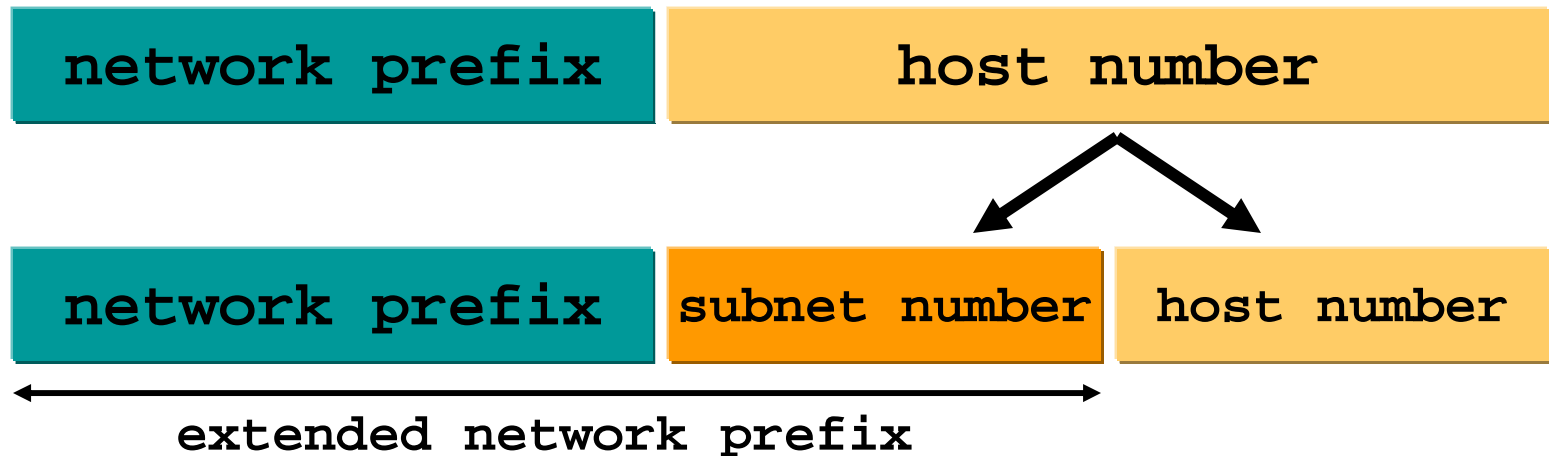 network prefix host number
network prefix subnet number host number
extended network prefix